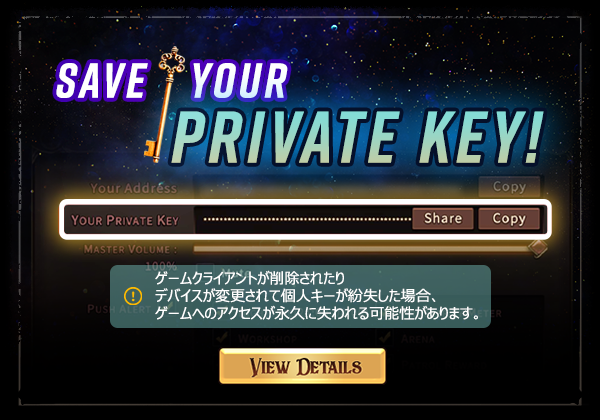 SAVE YOUR
PRIVATE KEY!
Your Address
Copy
YOUR PRIVATE KEY
Share
Copy
MASTER VOLUME :
100%
ゲームクライアントが削除されたり
デバイスが変更されて個人キーが紛失した場合、
ゲームへのアクセスが永久に失われる可能性があります。
PUSH ALERT
WORKSHOP
ARENA
VIEW DETAILS